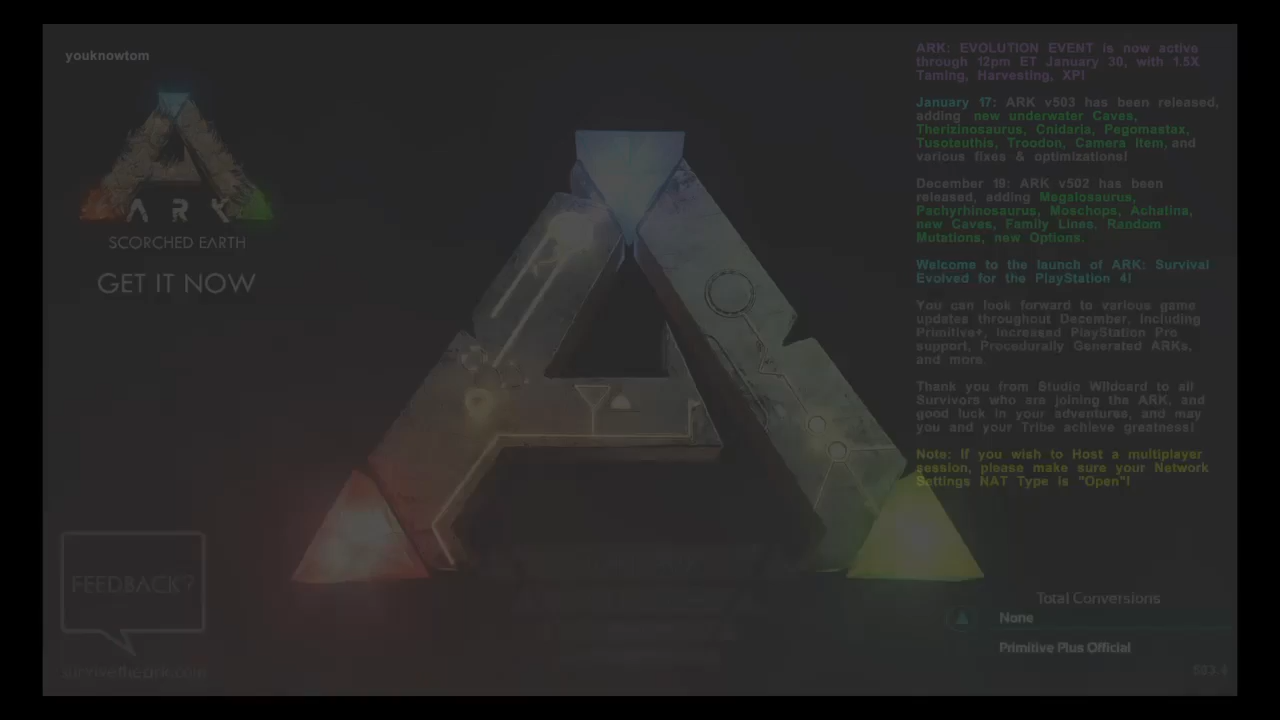 youknowtom
ARK
SCORCHED EARTH
GET IT NOW
ARK: EVOLUTION EVENT is now active
through 12pm ET January 30, with 1.5X
Taming, Harvesting, XP!
January 17: ARK v503 has been released,
adding new underwater Caves,
Therizinosaurus, Cnidaria, Pegomastax,
Tusoteuthis, Troodon, Camera Item, and
various fixes & optimizations!
December 19: ARK v502 has been
released, adding Megalosaurus,
Pachyrhinosaurus, Moschops, Achatina,
new Caves, Family Lines, Random
Mutations, new Options.
Welcome to the launch of ARK: Survival
Evolved for the PlayStation 4!
You can look forward to various game
updates throughout December, including
Primitive+, Increased PlayStation Pro
support, Procedurally Generated ARKs,
and more.
Thank you from Studio Wildcard to all
Survivors who are joining the ARK, and
good luck in your adventures, and may
you and your Tribe achieve greatness!
Note: If you wish to Host a multiplayer
session, please make sure your Network
Settings NAT Type is "Open"!
FEEDBACK?
survivetheark.com
Total Conversions
None
Primitive Plus Official
503.4